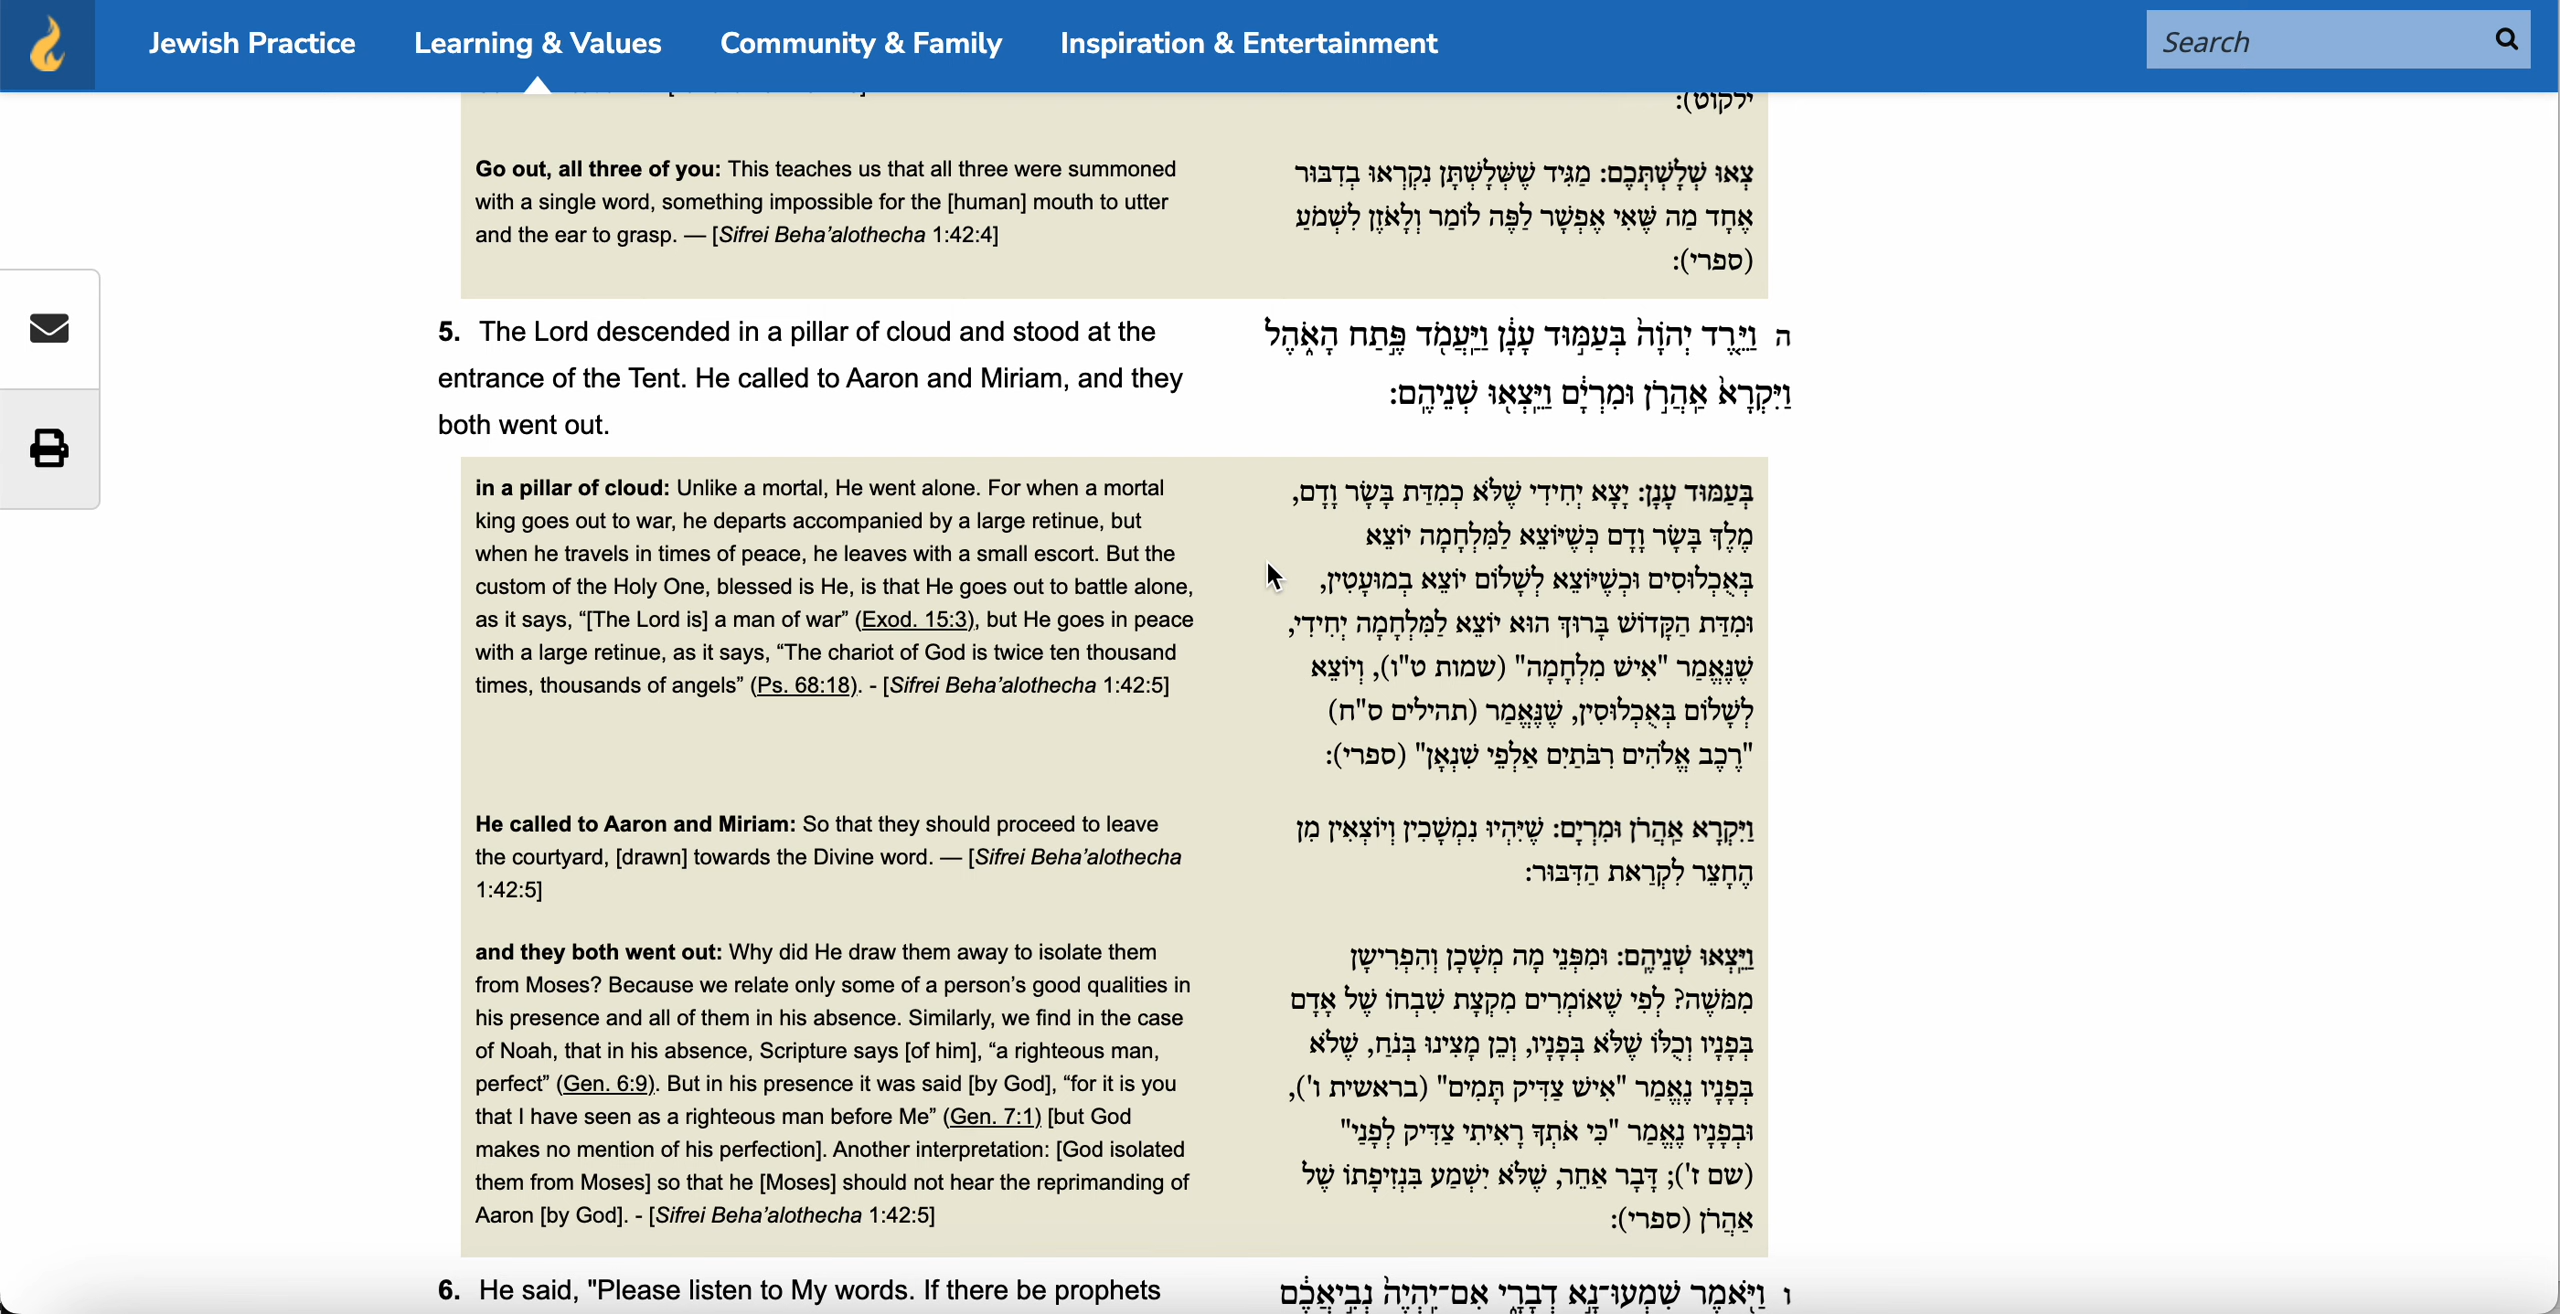 Jewish Practice Learning & Values Community & Family Inspiration & Entertainment Search
ילקוט):
Go out, all three of you: This teaches us that all three were summoned
with a single word, something impossible for the [human] mouth to utter
and the ear to grasp. — [Sifrei Beha’alothecha 1:42:4]
צְאוּ שְׁלָשְׁתְּכֶם: מַגִּיד שֶׁשְּׁלָשְׁתָּן נִקְרְאוּ בְדִבּוּר
אֶחָד מַה שֶּׁאִי אֶפְשָׁר לַפֶּה לוֹמַר וְלָאֹזֶן לִשְׁמֹעַ
(ספרי):
5. The Lord descended in a pillar of cloud and stood at the
entrance of the Tent. He called to Aaron and Miriam, and they
both went out.
ה וַיֵּ֤רֶד יְהוָֹה֙ בְּעַמּ֣וּד עָנָ֔ן וַיַּֽעֲמֹ֖ד פֶּ֣תַח הָאֹ֑הֶל
וַיִּקְרָא֙ אַֽהֲרֹ֣ן וּמִרְיָ֔ם וַיֵּֽצְא֖וּ שְׁנֵיהֶֽם:
in a pillar of cloud: Unlike a mortal, He went alone. For when a mortal
king goes out to war, he departs accompanied by a large retinue, but
when he travels in times of peace, he leaves with a small escort. But the
custom of the Holy One, blessed is He, is that He goes out to battle alone,
as it says, “[The Lord is] a man of war” (Exod. 15:3), but He goes in peace
with a large retinue, as it says, “The chariot of God is twice ten thousand
times, thousands of angels” (Ps. 68:18). - [Sifrei Beha’alothecha 1:42:5]
בְּעַמּוּד עָנָן: יָצָא יְחִידִי שֶׁלֹּא כְמִדַּת בָּשָׂר וָדָם,
מֶלֶךְ בָּשָׂר וָדָם כְּשֶׁיּוֹצֵא לַמִּלְחָמָה יוֹצֵא
בְּאֻכְלוּסִים וּכְשֶׁיּוֹצֵא לְשָׁלוֹם יוֹצֵא בְמוּעָטִין,
וּמִדַּת הַקָּדוֹשׁ בָּרוּךְ הוּא יוֹצֵא לַמִּלְחָמָה יְחִידִי,
שֶׁנֶּאֱמַר "אִישׁ מִלְחָמָה" (שמות ט"ו), וְיוֹצֵא
לְשָׁלוֹם בְּאֻכְלוּסִין, שֶׁנֶּאֱמַר (תהילים ס"ח)
"רֶכֶב אֱלֹהִים רִבֹּתַיִם אַלְפֵי שִׁנְאָן" (ספרי):
He called to Aaron and Miriam: So that they should proceed to leave
the courtyard, [drawn] towards the Divine word. — [Sifrei Beha’alothecha
1:42:5]
וַיִּקְרָא אַֽהֲרֹן וּמִרְיָם: שֶׁיִּהְיוּ נִמְשָׁכִין וְיוֹצְאִין מִן
הֶחָצֵר לִקְרַאת הַדִּבּוּר:
and they both went out: Why did He draw them away to isolate them
from Moses? Because we relate only some of a person’s good qualities in
his presence and all of them in his absence. Similarly, we find in the case
of Noah, that in his absence, Scripture says [of him], “a righteous man,
perfect” (Gen. 6:9). But in his presence it was said [by God], “for it is you
that I have seen as a righteous man before Me” (Gen. 7:1) [but God
makes no mention of his perfection]. Another interpretation: [God isolated
them from Moses] so that he [Moses] should not hear the reprimanding of
Aaron [by God]. - [Sifrei Beha’alothecha 1:42:5]
וַיֵּֽצְאוּ שְׁנֵיהֶֽם: וּמִפְּנֵי מָה מְשָׁכָן וְהִפְרִישָׁן
מִמֹּשֶׁה? לְפִי שֶׁאוֹמְרִים מִקְצָת שִׁבְחוֹ שֶׁל אָדָם
בְּפָנָיו וְכֻלּוֹ שֶׁלֹּא בְּפָנָיו, וְכֵן מָצִינוּ בְּנֹחַ, שֶׁלֹא
בְּפָנָיו נֶאֱמַר "אִישׁ צַדִּיק תָּמִים" (בראשית ו'),
וּבְפָנָיו נֶאֱמַר "כִּי אֹתְךָ רָאִיתִי צַדִּיק לְפָנַי"
(שם ז'); דָּבָר אַחֵר, שֶׁלֹּא יִשְׁמַע בִּנְזִיפָתוֹ שֶׁל
אַהֲרֹן (ספרי):
6. He said, "Please listen to My words. If there be prophets
ו וַיֹּ֖אמֶר שִׁמְעוּ־נָ֣א דְבָרָ֑י אִם־יִֽהְיֶה֙ נְבִ֣יאֲכֶ֔ם